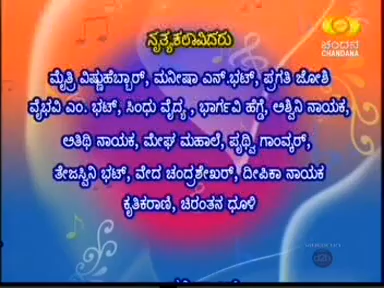 ನೃತ್ಯಕಲಾವಿದರು
ಚಂದನ
CHANDANA
ಮೈತ್ರಿ ವಿಷ್ಣುಹೆಬ್ಬಾರ್, ಮನೀಷಾ ಎನ್.ಭಟ್, ಪ್ರಗತಿ ಜೋಶಿ
ವೈಭವಿ ಎಂ. ಭಟ್, ಸಿಂಧು ವೈದ್ಯ , ಭಾರ್ಗವಿ ಹೆಗ್ಡೆ, ಅಶ್ವಿನಿ ನಾಯಕ,
ಅತಿಥಿ ನಾಯಕ, ಮೇಘ ಮಹಾಲೆ, ಪೃಥ್ವಿ ಗಾಂವ್ಕರ್,
ತೇಜಸ್ವಿನಿ ಭಟ್, ವೇದ ಚಂದ್ರಶೇಖರ್, ದೀಪಿಕಾ ನಾಯಕ
ಕೃತಿಕರಾಣಿ, ಚಿರಂತನ ಧೂಳಿ